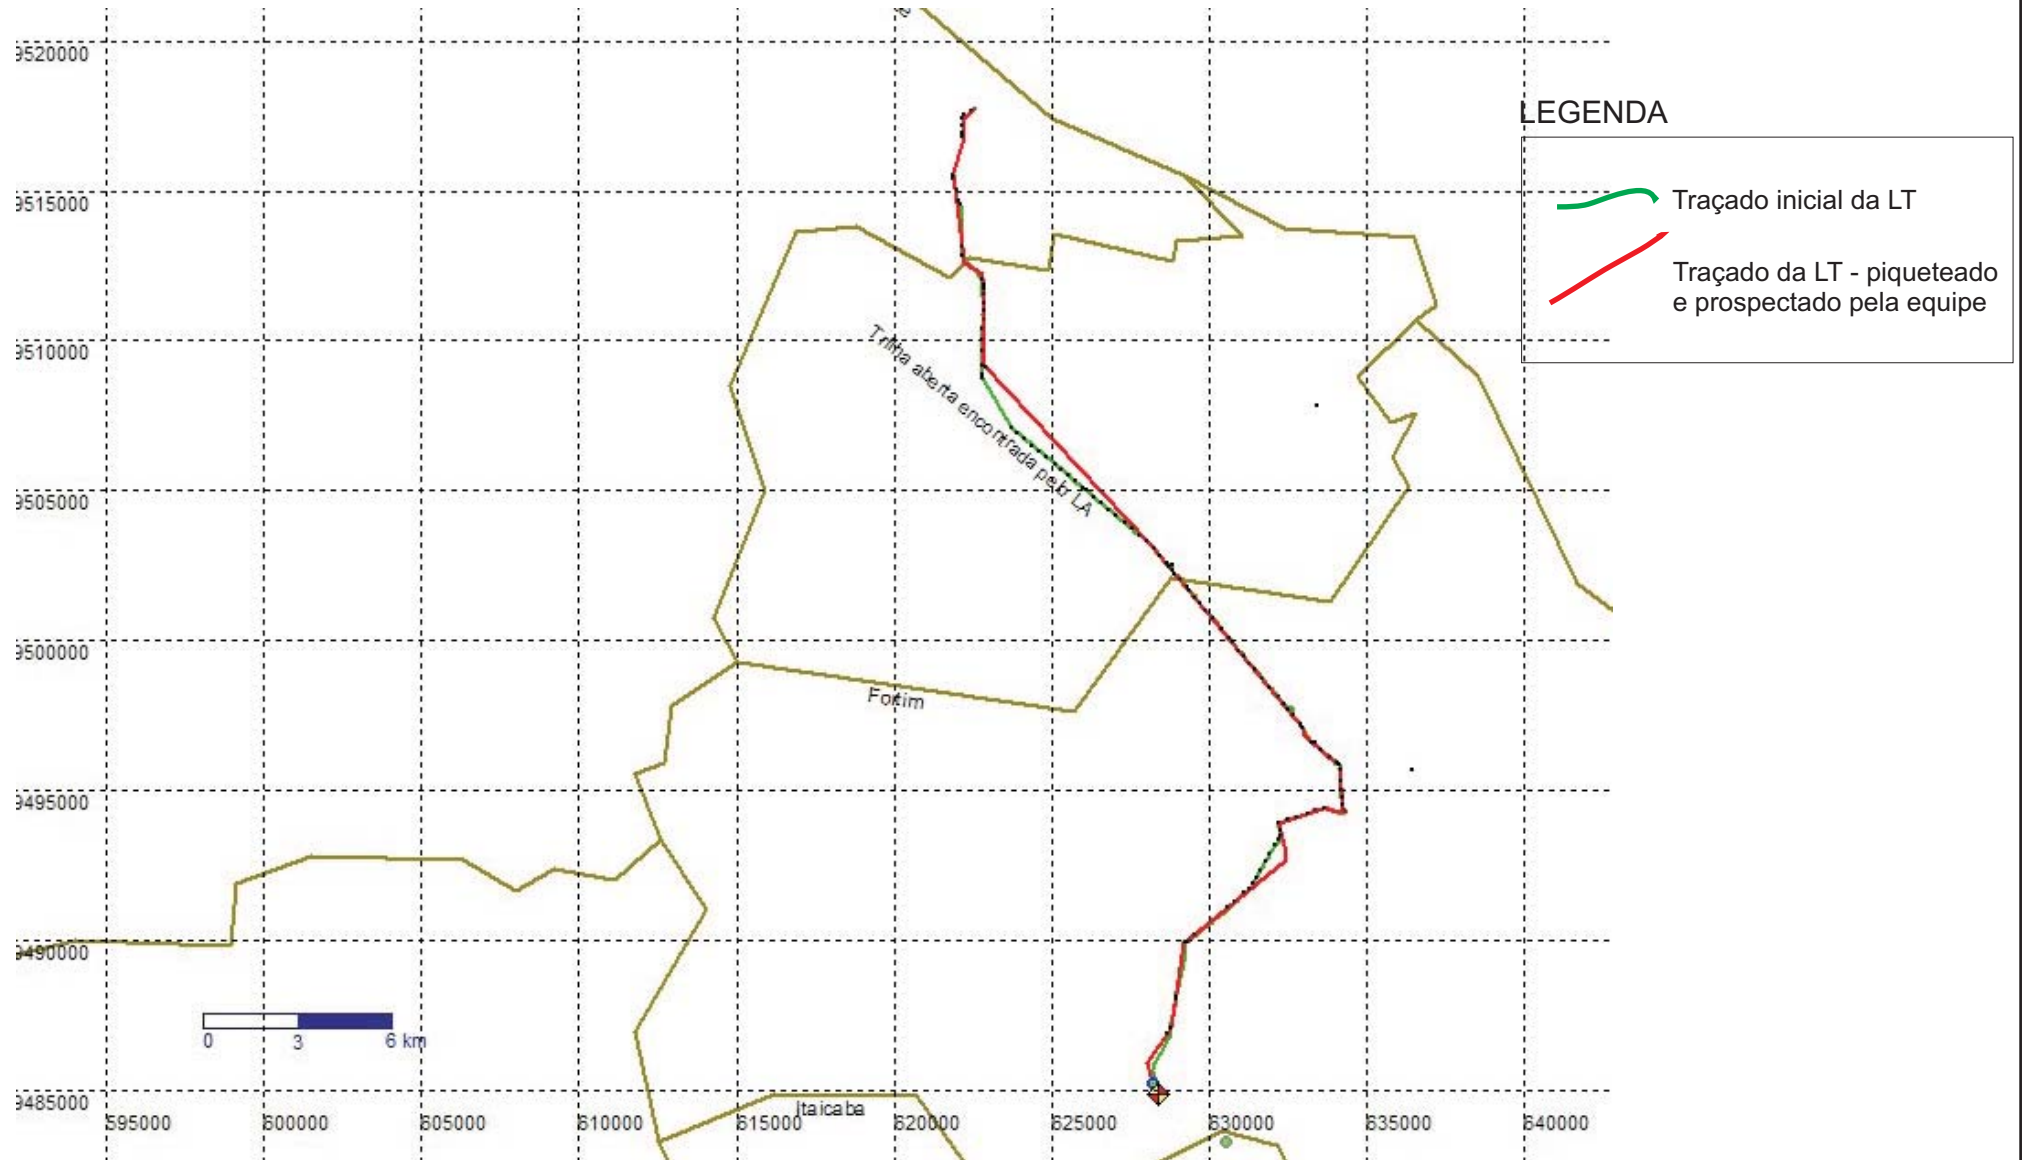 9520000
LEGENDA
9515000
Traçado inicial da LT
Traçado da LT - piqueteado
e prospectado pela equipe
9510000
Trilha aberta encontrada pelo LA
9505000
9500000
Fortim
9495000
9490000
0 3 6 km
9485000
Itaicaba
595000 600000 605000 610000 615000 620000 625000 630000 635000 640000